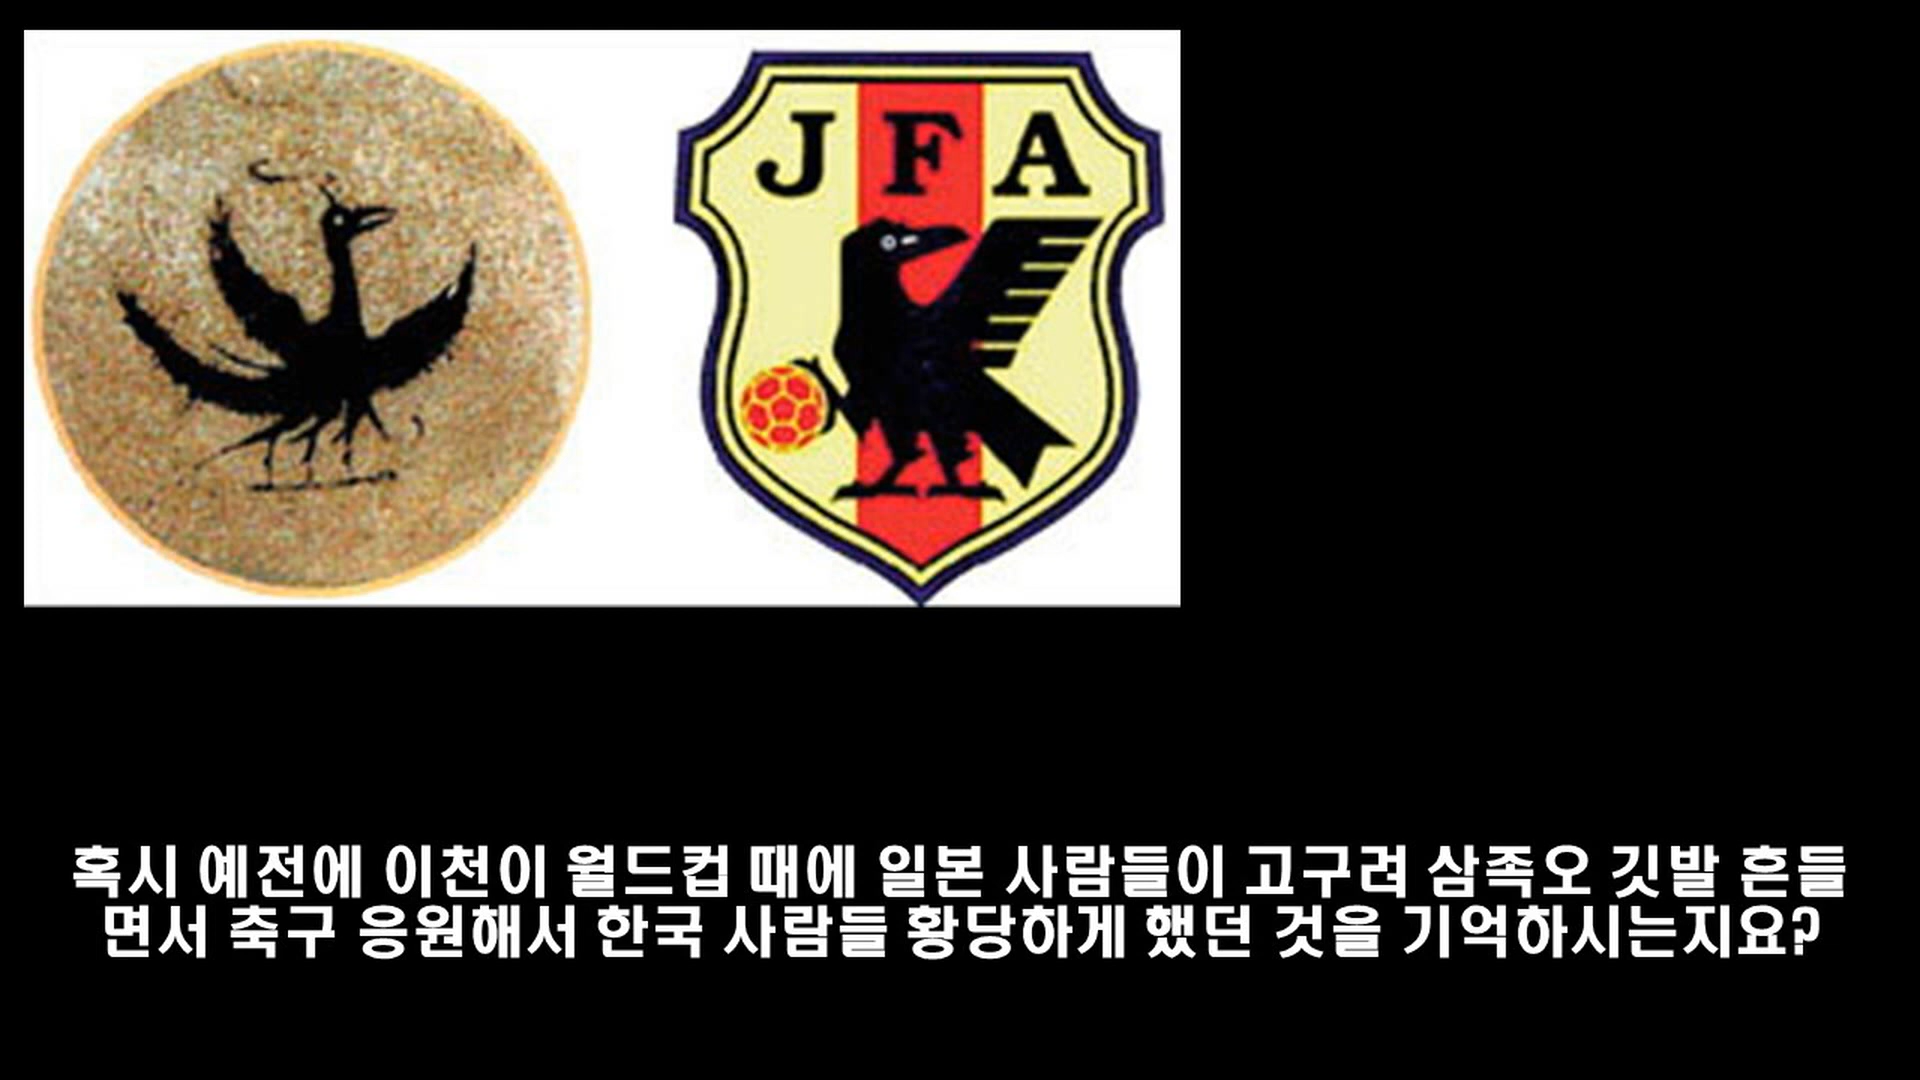 JFA
혹시 예전에 이천이 월드컵 때에 일본 사람들이 고구려 삼족오 깃발 흔들
면서 축구 응원해서 한국 사람들 황당하게 했던 것을 기억하시는지요?